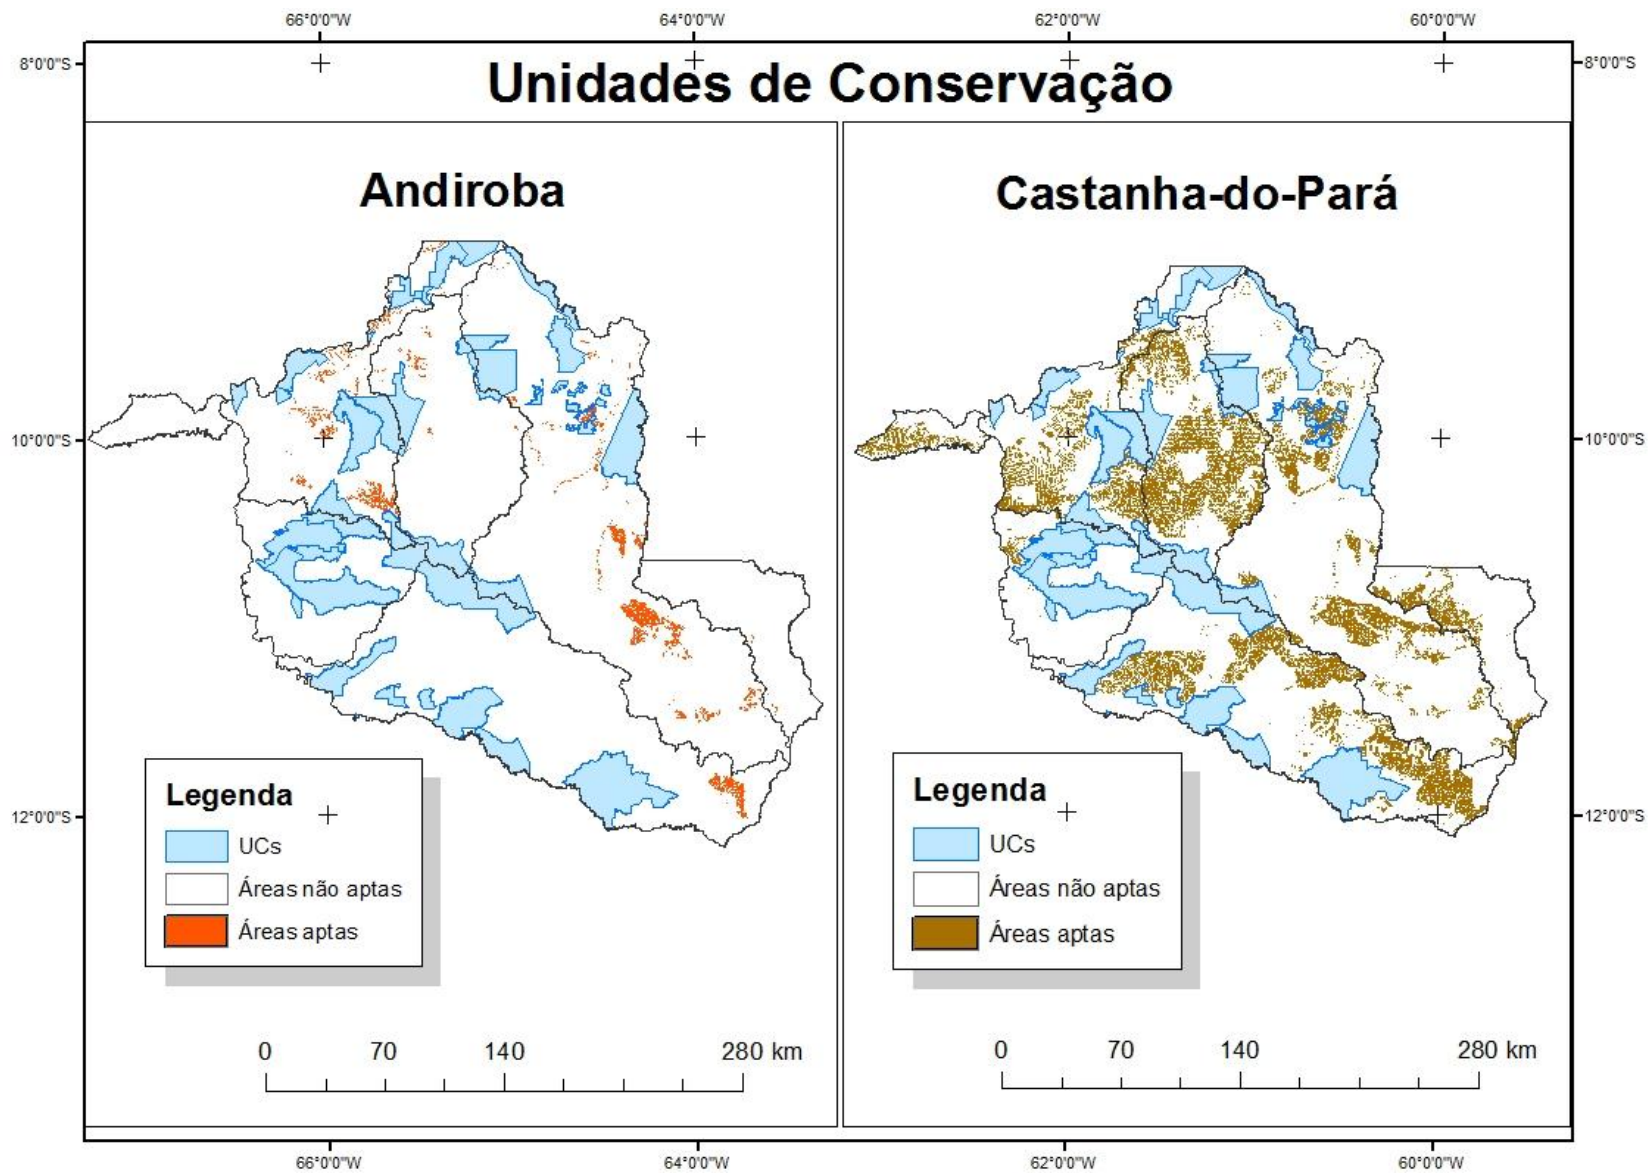 66°0'0"W 64°0'0"W 62°0'0"W 60°0'0"W
8°0'0"S 8°0'0"S
Unidades de Conservação
Andiroba
Castanha-do-Pará
10°0'0"S 10°0'0"S
Legenda
UCs
Áreas não aptas
Áreas aptas
Legenda
UCs
Áreas não aptas
Áreas aptas
12°0'0"S 12°0'0"S
0 70 140 280 km
0 70 140 280 km
66°0'0"W 64°0'0"W 62°0'0"W 60°0'0"W